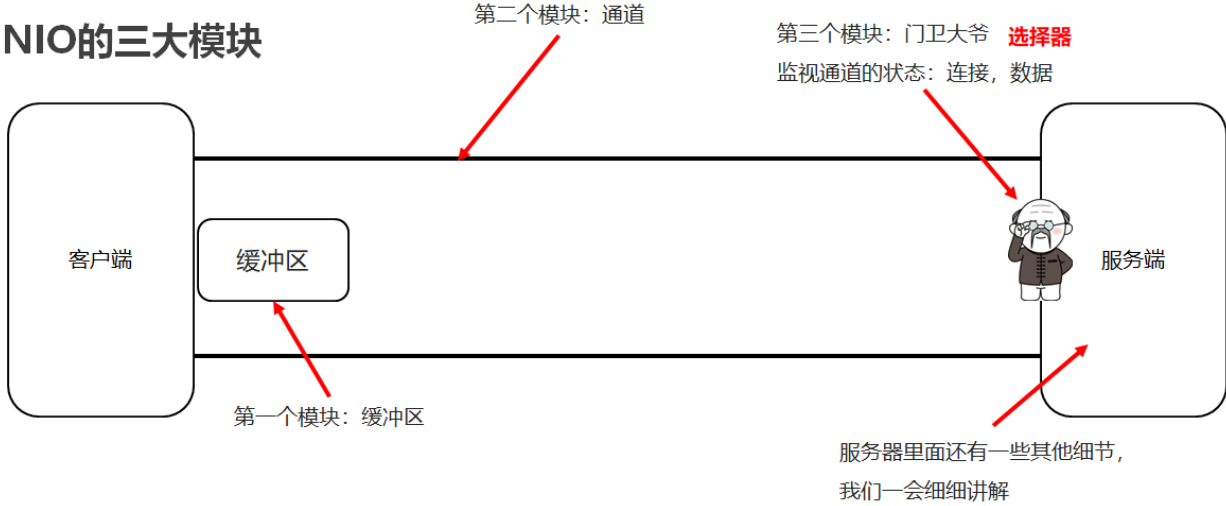 NIO的三大模块
第二个模块：通道
第三个模块：门卫大爷 选择器
监视通道的状态：连接，数据
客户端
缓冲区
服务端
第一个模块：缓冲区
服务器里面还有一些其他细节，
我们一会细细讲解